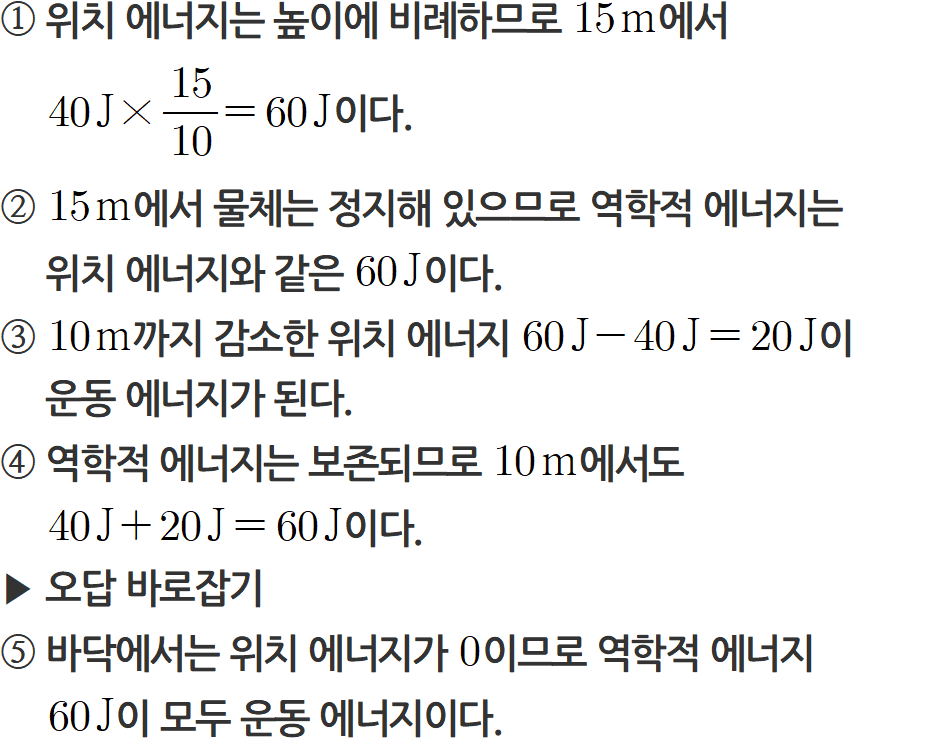 ① 위치 에너지는 높이에 비례하므로 15 m에서
40 J × 15/10 = 60 J이다.
② 15 m에서 물체는 정지해 있으므로 역학적 에너지는
위치 에너지와 같은 60 J이다.
③ 10 m까지 감소한 위치 에너지 60 J − 40 J = 20 J이
운동 에너지가 된다.
④ 역학적 에너지는 보존되므로 10 m에서도
40 J + 20 J = 60 J이다.
▶ 오답 바로잡기
⑤ 바닥에서는 위치 에너지가 0이므로 역학적 에너지
60 J이 모두 운동 에너지이다.